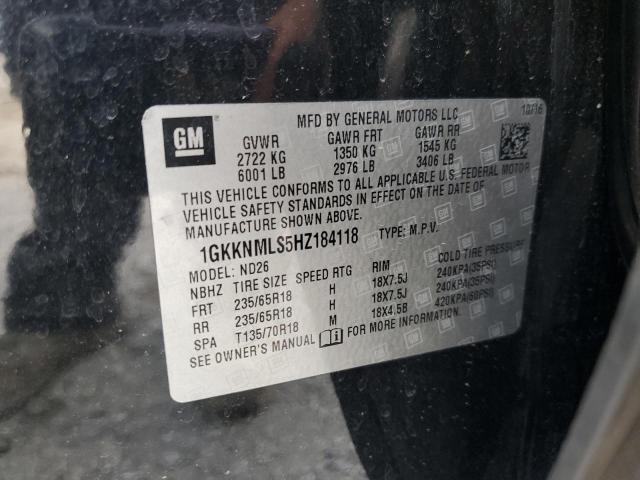 MFD BY GENERAL MOTORS LLC 10/16
GM GVWR GAWR FRT GAWR RR
2722 KG 1350 KG 1545 KG
6001 LB 2976 LB 3406 LB
THIS VEHICLE CONFORMS TO ALL APPLICABLE U.S. FEDERAL MOTOR
VEHICLE SAFETY STANDARDS IN EFFECT ON THE DATE OF
MANUFACTURE SHOWN ABOVE.
1GKKNMLS5HZ184118 TYPE: M.P.V.
MODEL: ND26
NBHZ TIRE SIZE SPEED RTG RIM COLD TIRE PRESSURE
FRT 235/65R18 H 18X7.5J 240KPA(35PSI)
RR 235/65R18 H 18X7.5J 240KPA(35PSI)
SPA T135/70R18 M 18X4.5B 420KPA(60PSI)
SEE OWNER'S MANUAL FOR MORE INFORMATION.